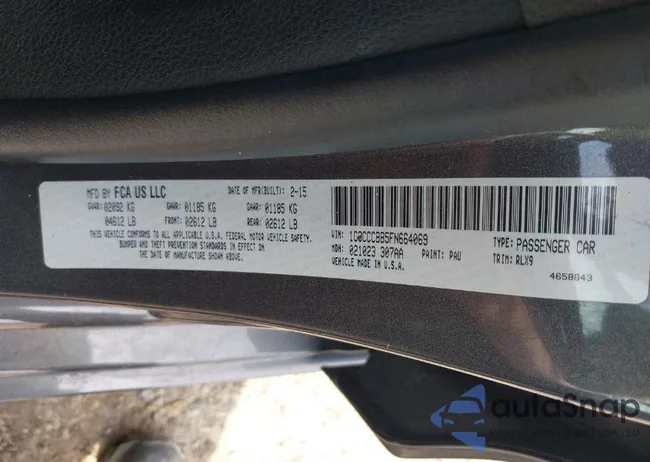 MFD BY FCA US LLC DATE OF MFR(BUILT): 2-15
GVWR: 02092 KG GAWR: 01185 KG GAWR: 01185 KG
04612 LB FRONT: 02612 LB REAR: 02612 LB
THIS VEHICLE CONFORMS TO ALL APPLICABLE U.S.A. FEDERAL MOTOR VEHICLE SAFETY,
BUMPER AND THEFT PREVENTION STANDARDS IN EFFECT ON
THE DATE OF MANUFACTURE SHOWN ABOVE.
VIN: 1C3CCCBB5FN664069 TYPE: PASSENGER CAR
MDH: 021023 307AA PAINT: PAU TRIM: RLX9
VEHICLE MADE IN U.S.A.
4658843
autoSnap